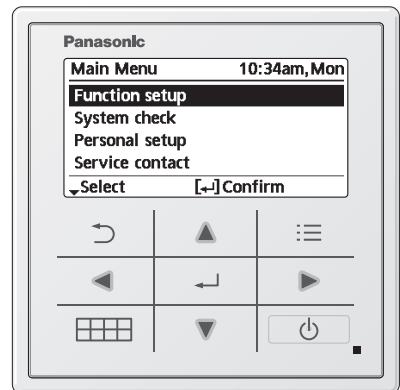 Panasonic
Main Menu 10:34am,Mon
Function setup
System check
Personal setup
Service contact
Select [↵] Confirm